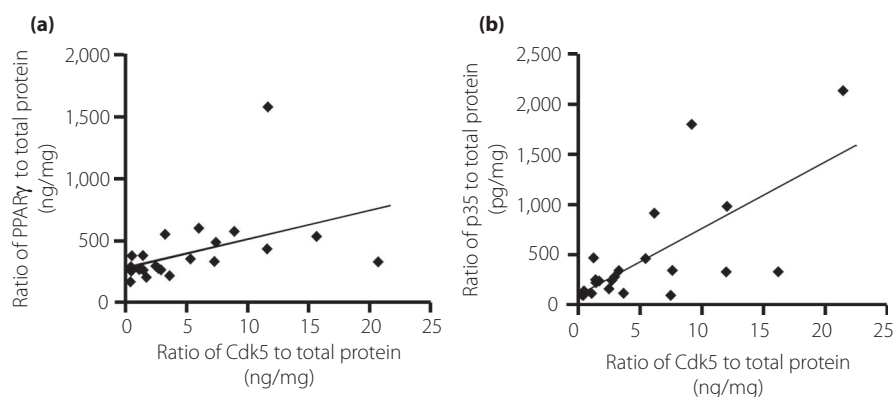 (a)
2,000
1,500
1,000
500
0
0
5
10
15
20
25
Ratio of PPARγ to total protein
(ng/mg)
Ratio of Cdk5 to total protein
(ng/mg)
(b)
2,500
2,000
1,500
1,000
500
0
0
5
10
15
20
25
Ratio of p35 to total protein
(pg/mg)
Ratio of Cdk5 to total protein
(ng/mg)